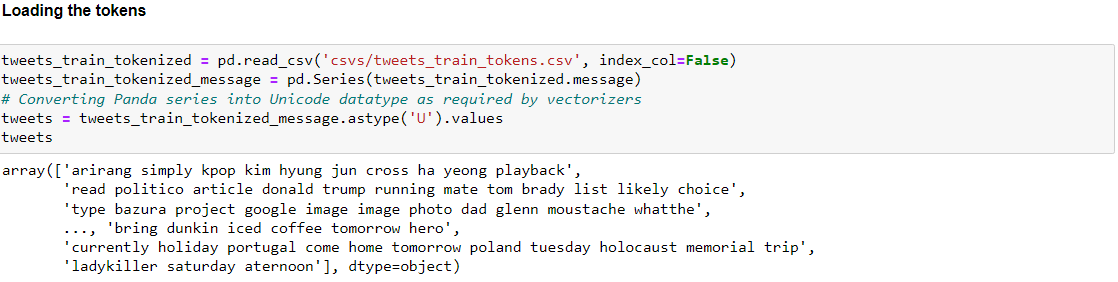 Loading the tokens
tweets_train_tokenized = pd.read_csv('csvs/tweets_train_tokens.csv', index_col=False)
tweets_train_tokenized_message = pd.Series(tweets_train_tokenized.message)
# Converting Panda series into Unicode datatype as required by vectorizers
tweets = tweets_train_tokenized_message.astype('U').values
tweets
array(['arirang simply kpop kim hyung jun cross ha yeong playback',
'read politico article donald trump running mate tom brady list likely choice',
'type bazura project google image image photo dad glenn moustache whatthe',
..., 'bring dunkin iced coffee tomorrow hero',
'currently holiday portugal come home tomorrow poland tuesday holocaust memorial trip',
'ladykiller saturday aternoon'], dtype=object)